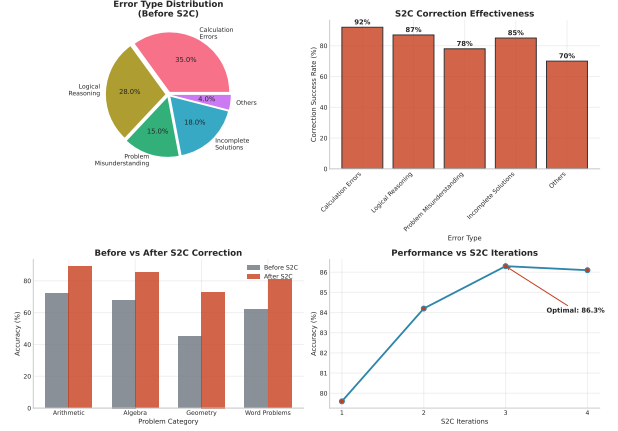 Error Type Distribution
(Before S2C)
Calculation
Errors
35.0%
Logical
Reasoning
28.0%
4.0%
Others
15.0%
18.0%
Problem
Misunderstanding
Incomplete
Solutions
S2C Correction Effectiveness
Correction Success Rate (%)
80
60
40
20
0
92%
87%
78%
85%
70%
Calculation Errors
Logical Reasoning
Problem Misunderstanding
Incomplete Solutions
Others
Error Type
Before vs After S2C Correction
Before S2C
After S2C
Accuracy (%)
80
60
40
20
0
Arithmetic
Algebra
Geometry
Word Problems
Problem Category
Performance vs S2C Iterations
Accuracy (%)
86
85
84
83
82
81
80
Optimal: 86.3%
1
2
3
4
S2C Iterations